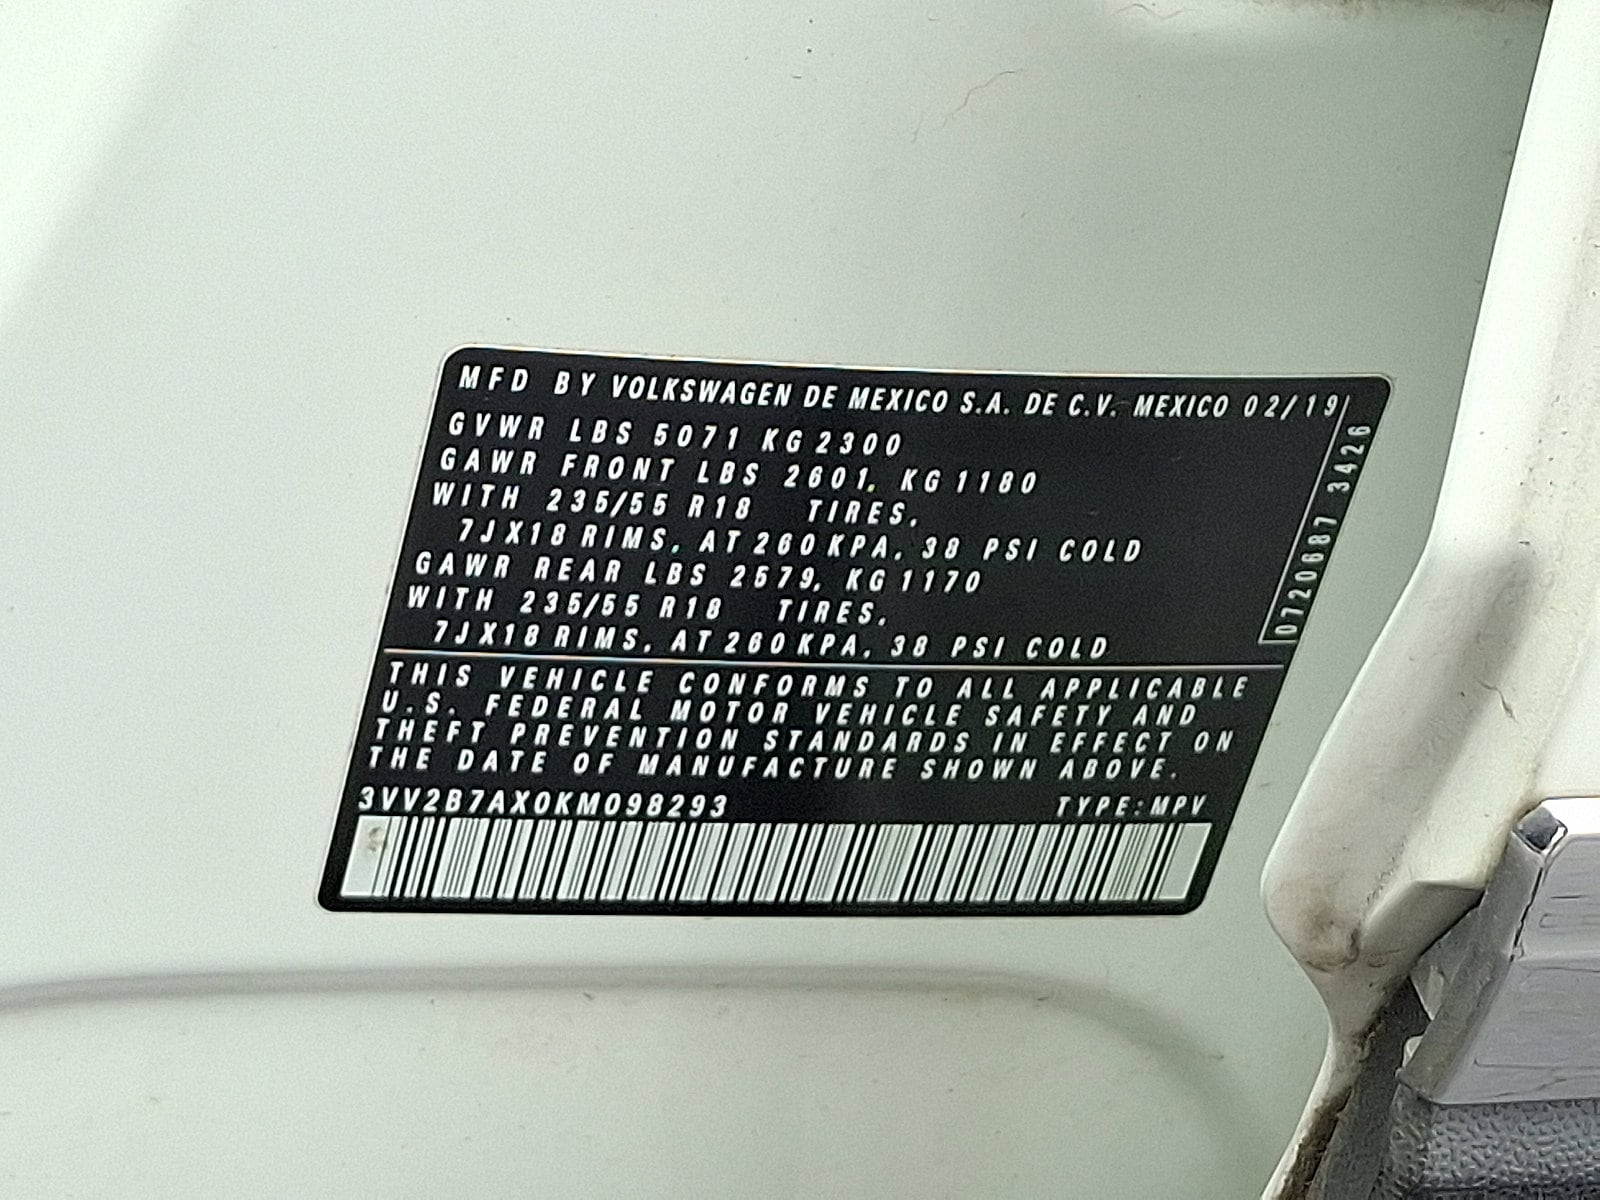 MFD BY VOLKSWAGEN DE MEXICO S.A. DE C.V. MEXICO 02/19
GVWR LBS 5071 KG 2300
GAWR FRONT LBS 2601, KG 1180
WITH 235/55 R18 TIRES,
7JX18 RIMS, AT 260 KPA, 38 PSI COLD
GAWR REAR LBS 2579, KG 1170
WITH 235/55 R18 TIRES,
7JX18 RIMS, AT 260 KPA, 38 PSI COLD
0720687 3426
THIS VEHICLE CONFORMS TO ALL APPLICABLE
U.S. FEDERAL MOTOR VEHICLE SAFETY AND
THEFT PREVENTION STANDARDS IN EFFECT ON
THE DATE OF MANUFACTURE SHOWN ABOVE.
3VV2B7AX0KM098293 TYPE:MPV